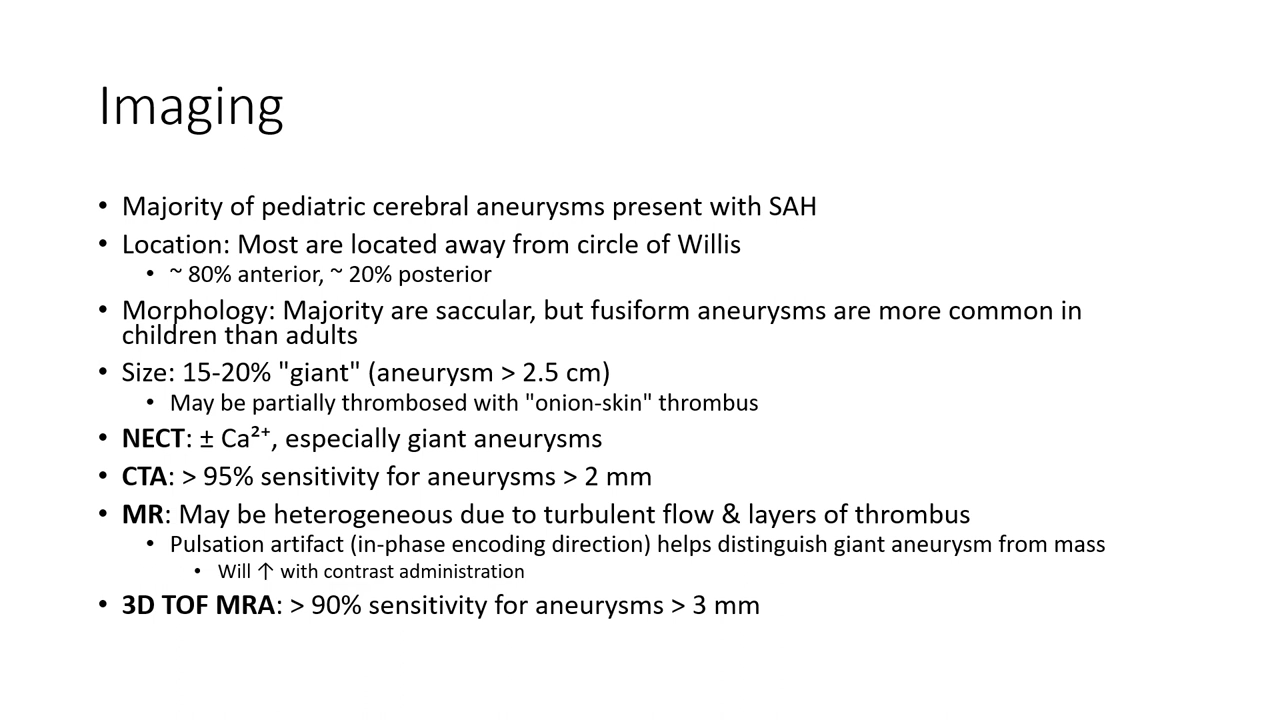 Imaging
• Majority of pediatric cerebral aneurysms present with SAH
• Location: Most are located away from circle of Willis
• ~ 80% anterior, ~ 20% posterior
• Morphology: Majority are saccular, but fusiform aneurysms are more common in
children than adults
• Size: 15-20% "giant" (aneurysm > 2.5 cm)
• May be partially thrombosed with "onion-skin" thrombus
• NECT: ± Ca²⁺, especially giant aneurysms
• CTA: > 95% sensitivity for aneurysms > 2 mm
• MR: May be heterogeneous due to turbulent flow & layers of thrombus
• Pulsation artifact (in-phase encoding direction) helps distinguish giant aneurysm from mass
• Will ↑ with contrast administration
• 3D TOF MRA: > 90% sensitivity for aneurysms > 3 mm